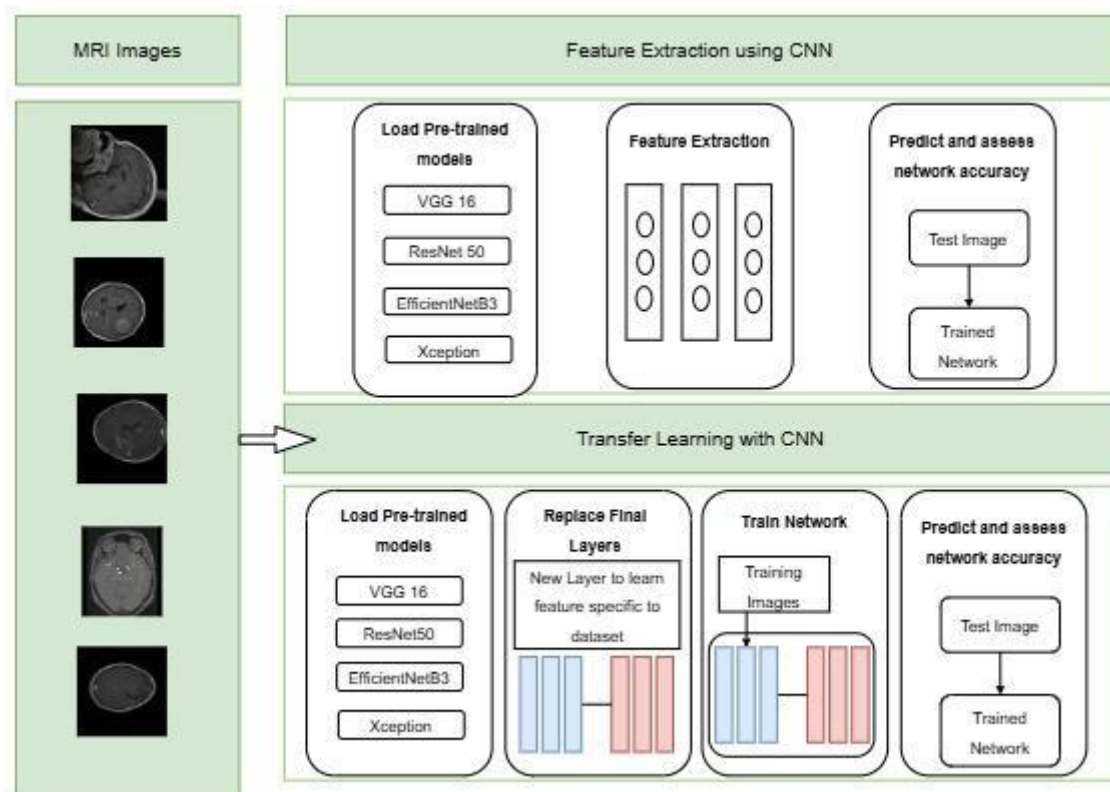 MRI Images
Feature Extraction using CNN
Load Pre-trained
models
VGG 16
ResNet 50
EfficientNetB3
Xception
Feature Extraction
Predict and assess
network accuracy
Test Image
Trained
Network
Transfer Learning with CNN
Load Pre-trained
models
VGG 16
ResNet50
EfficientNetB3
Xception
Replace Final
Layers
New Layer to learn
feature specific to
dataset
Train Network
Training
Images
Predict and assess
network accuracy
Test Image
Trained
Network